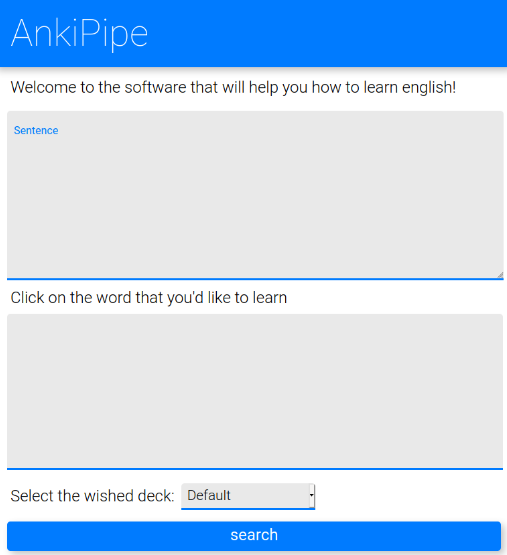 AnkiPipe
Welcome to the software that will help you how to learn english!
Sentence
Click on the word that you'd like to learn
Select the wished deck: Default
search